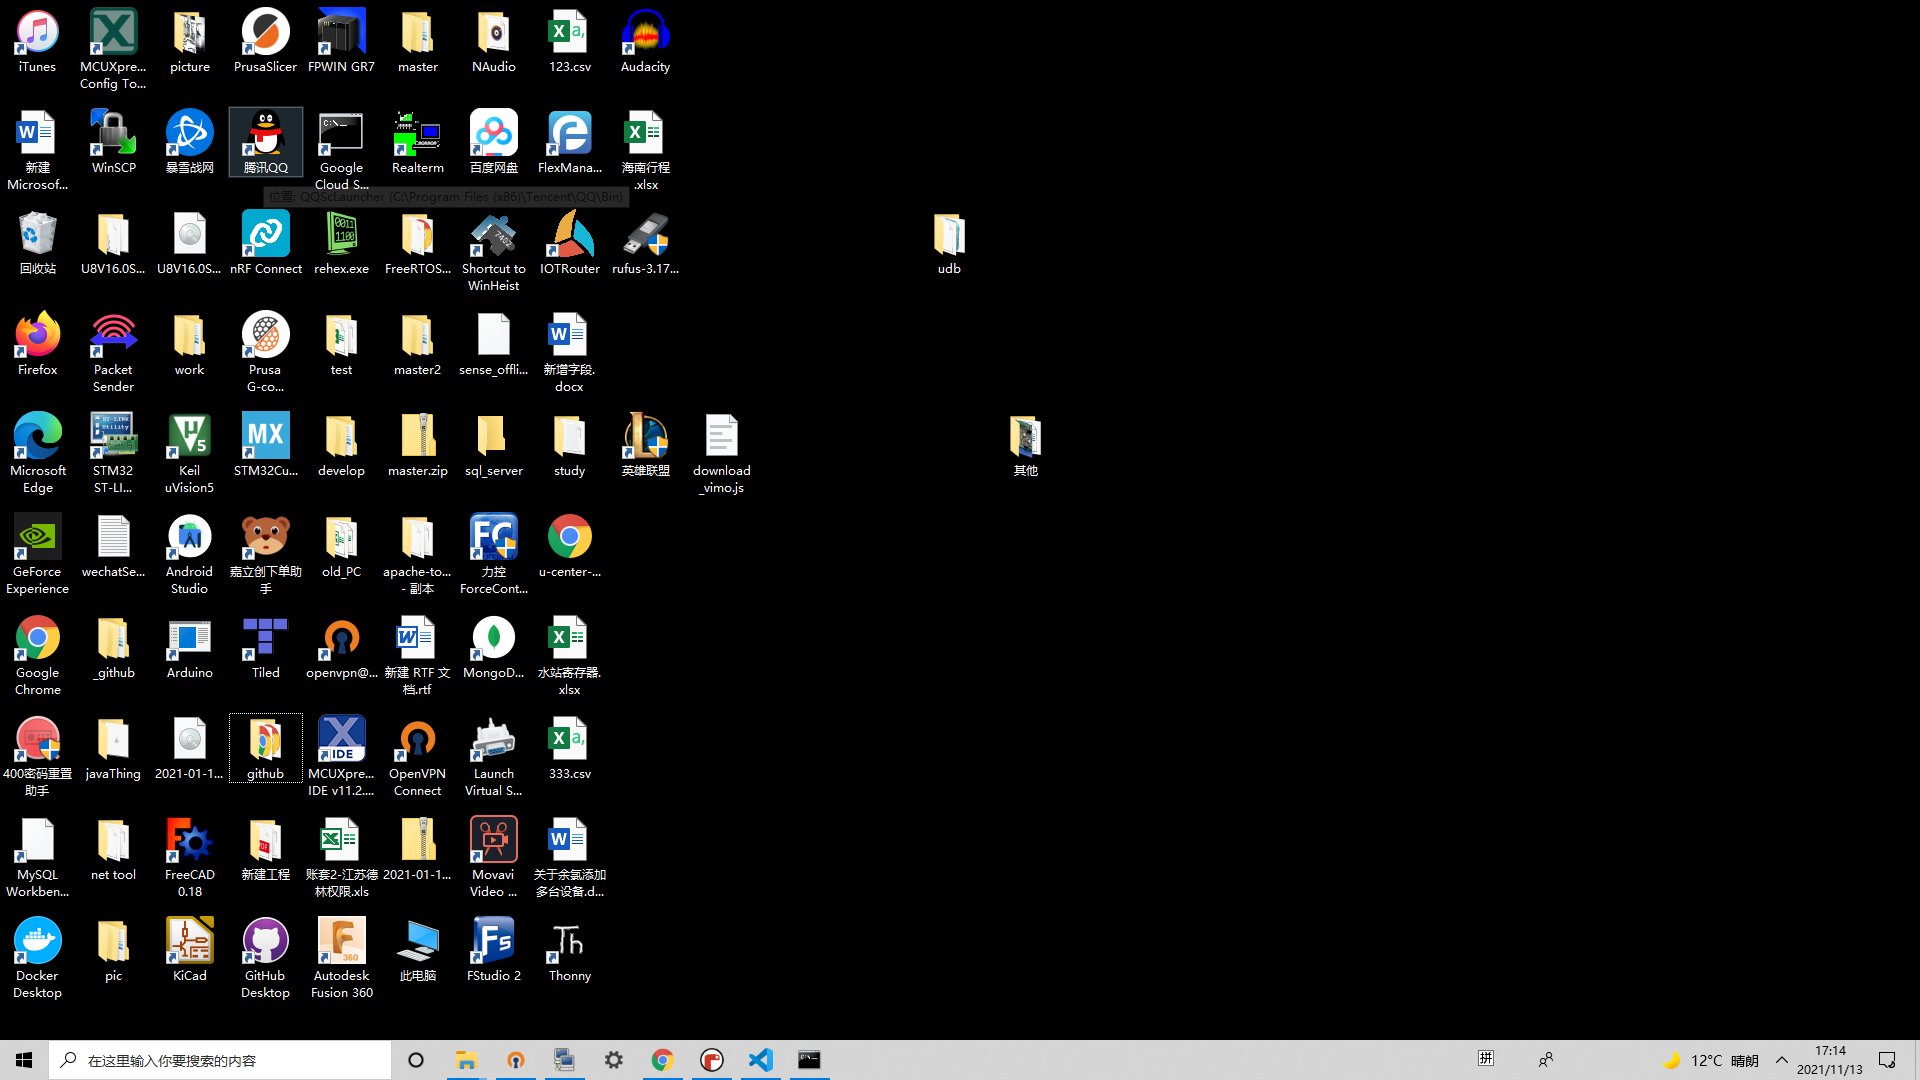 iTunes
MCUXpre...
Config To...
picture
PrusaSlicer
FPWIN GR7
master
NAudio
123.csv
Audacity
新建
Microsof...
WinSCP
暴雪战网
腾讯QQ
Google
Cloud S...
Realterm
百度网盘
FlexMana...
海南行程
.xlsx
位置: QQScLauncher (C:\Program Files (x86)\Tencent\QQ\Bin)
回收站
U8V16.0S...
U8V16.0S...
nRF Connect
rehex.exe
FreeRTOS...
Shortcut to
WinHeist
IOTRouter
rufus-3.17...
udb
Firefox
Packet
Sender
work
Prusa
G-co...
test
master2
sense_offli...
新增字段.
docx
Microsoft
Edge
STM32
ST-LI...
Keil
uVision5
STM32Cu...
develop
master.zip
sql_server
study
英雄联盟
download
_vimo.js
其他
GeForce
Experience
wechatSe...
Android
Studio
嘉立创下单助
手
old_PC
apache-to...
- 副本
力控
ForceCont...
u-center-...
Google
Chrome
_github
Arduino
Tiled
openvpn@...
新建 RTF 文
档.rtf
MongoD...
水站寄存器.
xlsx
400密码重置
助手
javaThing
2021-01-1...
github
MCUXpre...
IDE v11.2....
OpenVPN
Connect
Launch
Virtual S...
333.csv
MySQL
Workben...
net tool
FreeCAD
0.18
新建工程
账套2-江苏德
林权限.xls
2021-01-1...
Movavi
Video ...
关于余氯添加
多台设备.d...
Docker
Desktop
pic
KiCad
GitHub
Desktop
Autodesk
Fusion 360
此电脑
FStudio 2
Thonny
在这里输入你要搜索的内容
拼
12°C 晴朗
17:14
2021/11/13